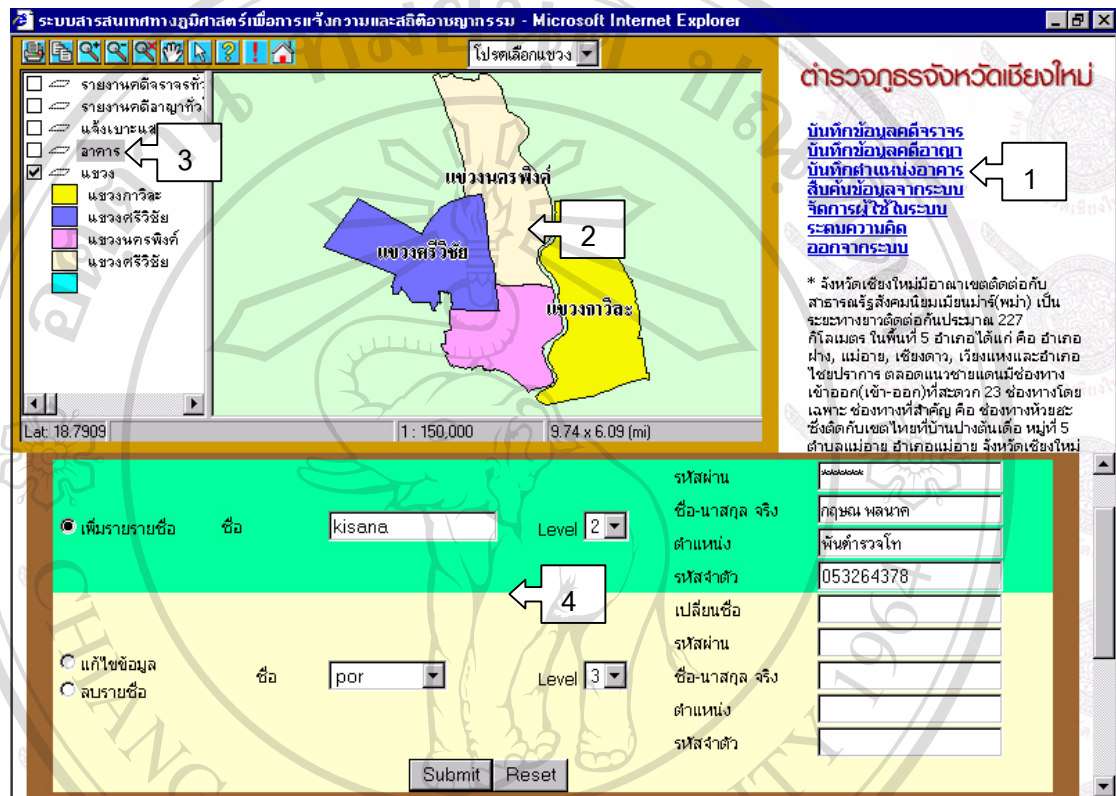 ระบบสารสนเทศทางภูมิศาสตร์เพื่อการแจ้งความและสถิติอาชญากรรม - Microsoft Internet Explorer
โปรดเลือกแขวง
รายงานคดีจราจรทั่ว
รายงานคดีอาญาทั่ว
แจ้งเบาะแส
อาคาร
แขวง
แขวงกาวิละ
แขวงศรีวิชัย
แขวงนครพิงค์
แขวงศรีวิชัย
3
แขวงนครพิงค์
2
แขวงศรีวิชัย
แขวงกาวิละ
Lat: 18.7909
1 : 150,000
9.74 x 6.09 (mi)
ตำรวจภูธรจังหวัดเชียงใหม่
บันทึกข้อมูลคดีจราจร
บันทึกข้อมูลคดีอาญา
บันทึกตำแหน่งอาคาร
สืบค้นข้อมูลจากระบบ
จัดการผู้ใช้ในระบบ
ระดมความคิด
ออกจากระบบ
1
* จังหวัดเชียงใหม่มีอาณาเขตติดต่อกับ
สาธารณรัฐสังคมนิยมเมียนม่าร์(พม่า) เป็น
ระยะทางยาวติดต่อกันประมาณ 227
กิโลเมตร ในพื้นที่ 5 อำเภอได้แก่ คือ อำเภอ
ฝาง, แม่อาย, เชียงดาว, เวียงแหงและอำเภอ
ไชยปราการ ตลอดแนวชายแดนมีช่องทาง
เข้าออก(เข้า-ออก)ที่สะดวก 23 ช่องทางโดย
เฉพาะ ช่องทางที่สำคัญ คือ ช่องทางห้วยฮะ
ซึ่งติดกับเขตไทยที่บ้านปางต้นเดื่อ หมู่ที่ 5
ตำบลแม่อาย อำเภอแม่อาย จังหวัดเชียงใหม่
รหัสผ่าน ********
เพิ่มรายรายชื่อ ชื่อ kisana Level 2
ชื่อ-นาสกุล จริง กฤษณ พลนาค
ตำแหน่ง พันตำรวจโท
รหัสจำตัว 053264378
4
เปลี่ยนชื่อ
รหัสผ่าน
แก้ไขข้อมูล
ลบรายชื่อ
ชื่อ por Level 3
ชื่อ-นาสกุล จริง
ตำแหน่ง
รหัสจำตัว
Submit Reset
CHIANG
1964